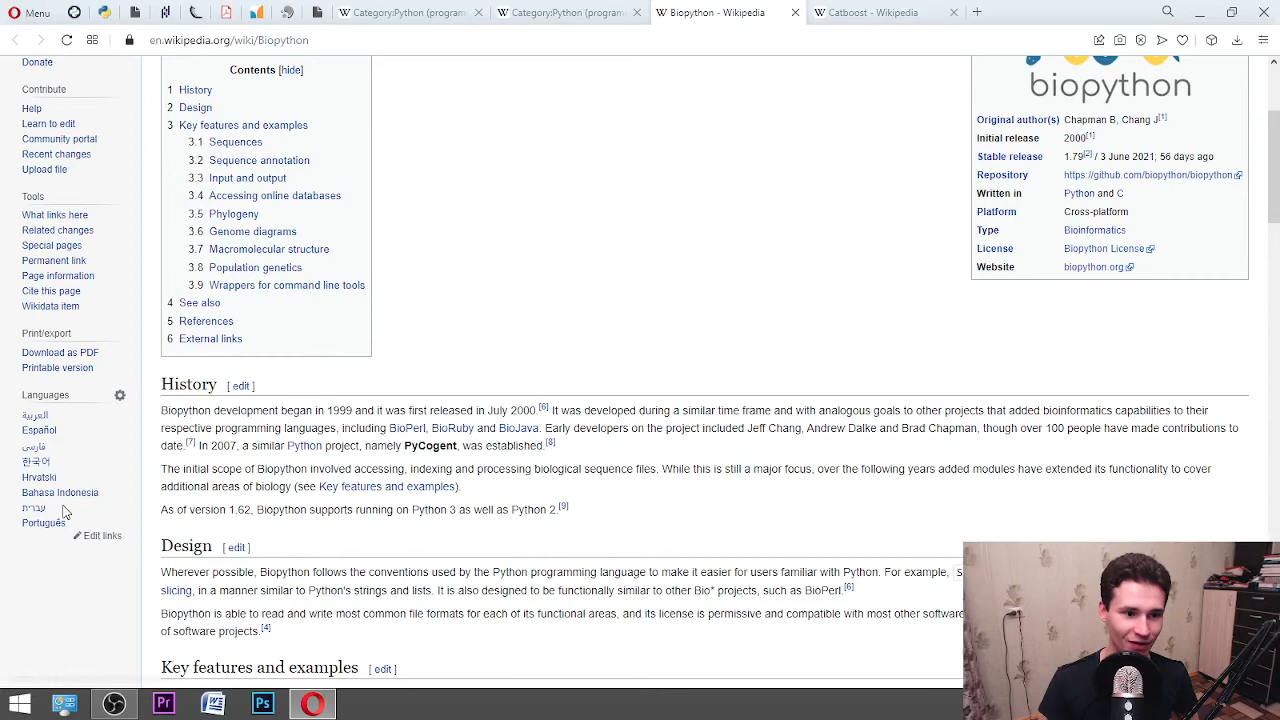 Menu
Category:Python (program
Category:Python (program
Biopython - Wikipedia
Catboost - Wikipedia
en.wikipedia.org/wiki/Biopython
Donate
Contribute
Help
Learn to edit
Community portal
Recent changes
Upload file
Tools
What links here
Related changes
Special pages
Permanent link
Page information
Cite this page
Wikidata item
Print/export
Download as PDF
Printable version
Languages
العربية
Español
فارسی
한국어
Hrvatski
Bahasa Indonesia
עברית
Português
Edit links
Contents [hide]
1 History
2 Design
3 Key features and examples
3.1 Sequences
3.2 Sequence annotation
3.3 Input and output
3.4 Accessing online databases
3.5 Phylogeny
3.6 Genome diagrams
3.7 Macromolecular structure
3.8 Population genetics
3.9 Wrappers for command line tools
4 See also
5 References
6 External links
biopython
Original author(s) Chapman B, Chang J[1]
Initial release 2000[1]
Stable release 1.79[2] / 3 June 2021; 56 days ago
Repository https://github.com/biopython/biopython
Written in Python and C
Platform Cross-platform
Type Bioinformatics
License Biopython License
Website biopython.org
History [ edit ]
Biopython development began in 1999 and it was first released in July 2000.[6] It was developed during a similar time frame and with analogous goals to other projects that added bioinformatics capabilities to their
respective programming languages, including BioPerl, BioRuby and BioJava. Early developers on the project included Jeff Chang, Andrew Dalke and Brad Chapman, though over 100 people have made contributions to
date.[7] In 2007, a similar Python project, namely PyCogent, was established.[8]
The initial scope of Biopython involved accessing, indexing and processing biological sequence files. While this is still a major focus, over the following years added modules have extended its functionality to cover
additional areas of biology (see Key features and examples).
As of version 1.62, Biopython supports running on Python 3 as well as Python 2.[9]
Design [ edit ]
Wherever possible, Biopython follows the conventions used by the Python programming language to make it easier for users familiar with Python. For example,
slicing, in a manner similar to Python's strings and lists. It is also designed to be functionally similar to other Bio* projects, such as BioPerl.[6]
Biopython is able to read and write most common file formats for each of its functional areas, and its license is permissive and compatible with most other software
of software projects.[4]
Key features and examples [ edit ]
Pr
W
Ps